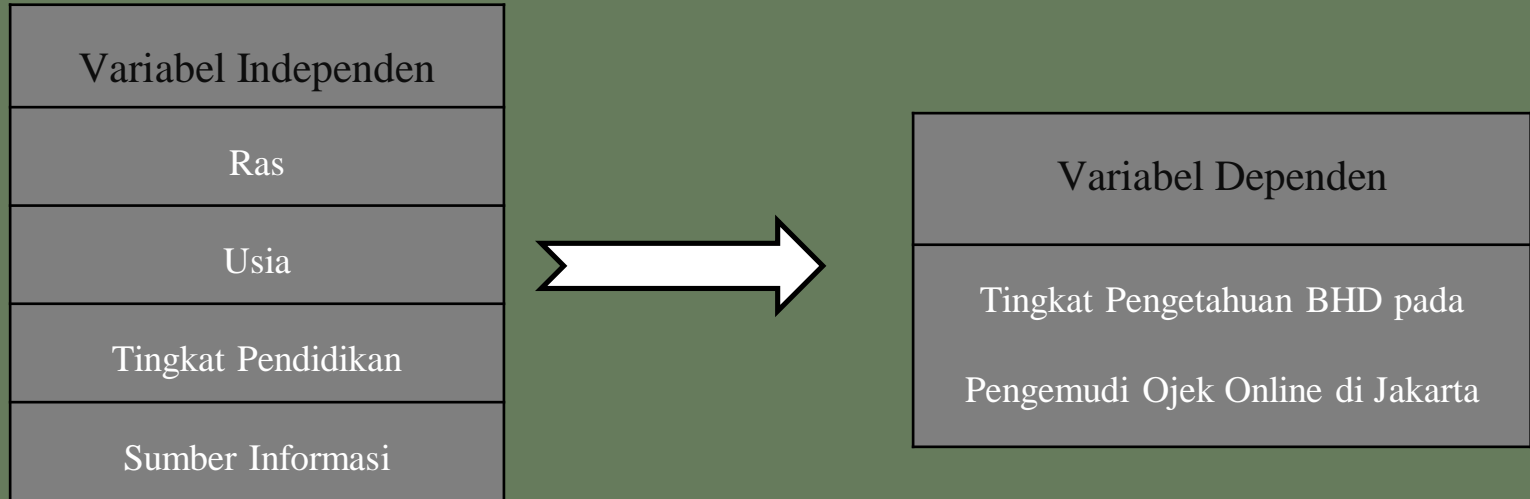 Variabel Independen
Ras
Usia
Tingkat Pendidikan
Sumber Informasi
Variabel Dependen
Tingkat Pengetahuan BHD pada
Pengemudi Ojek Online di Jakarta